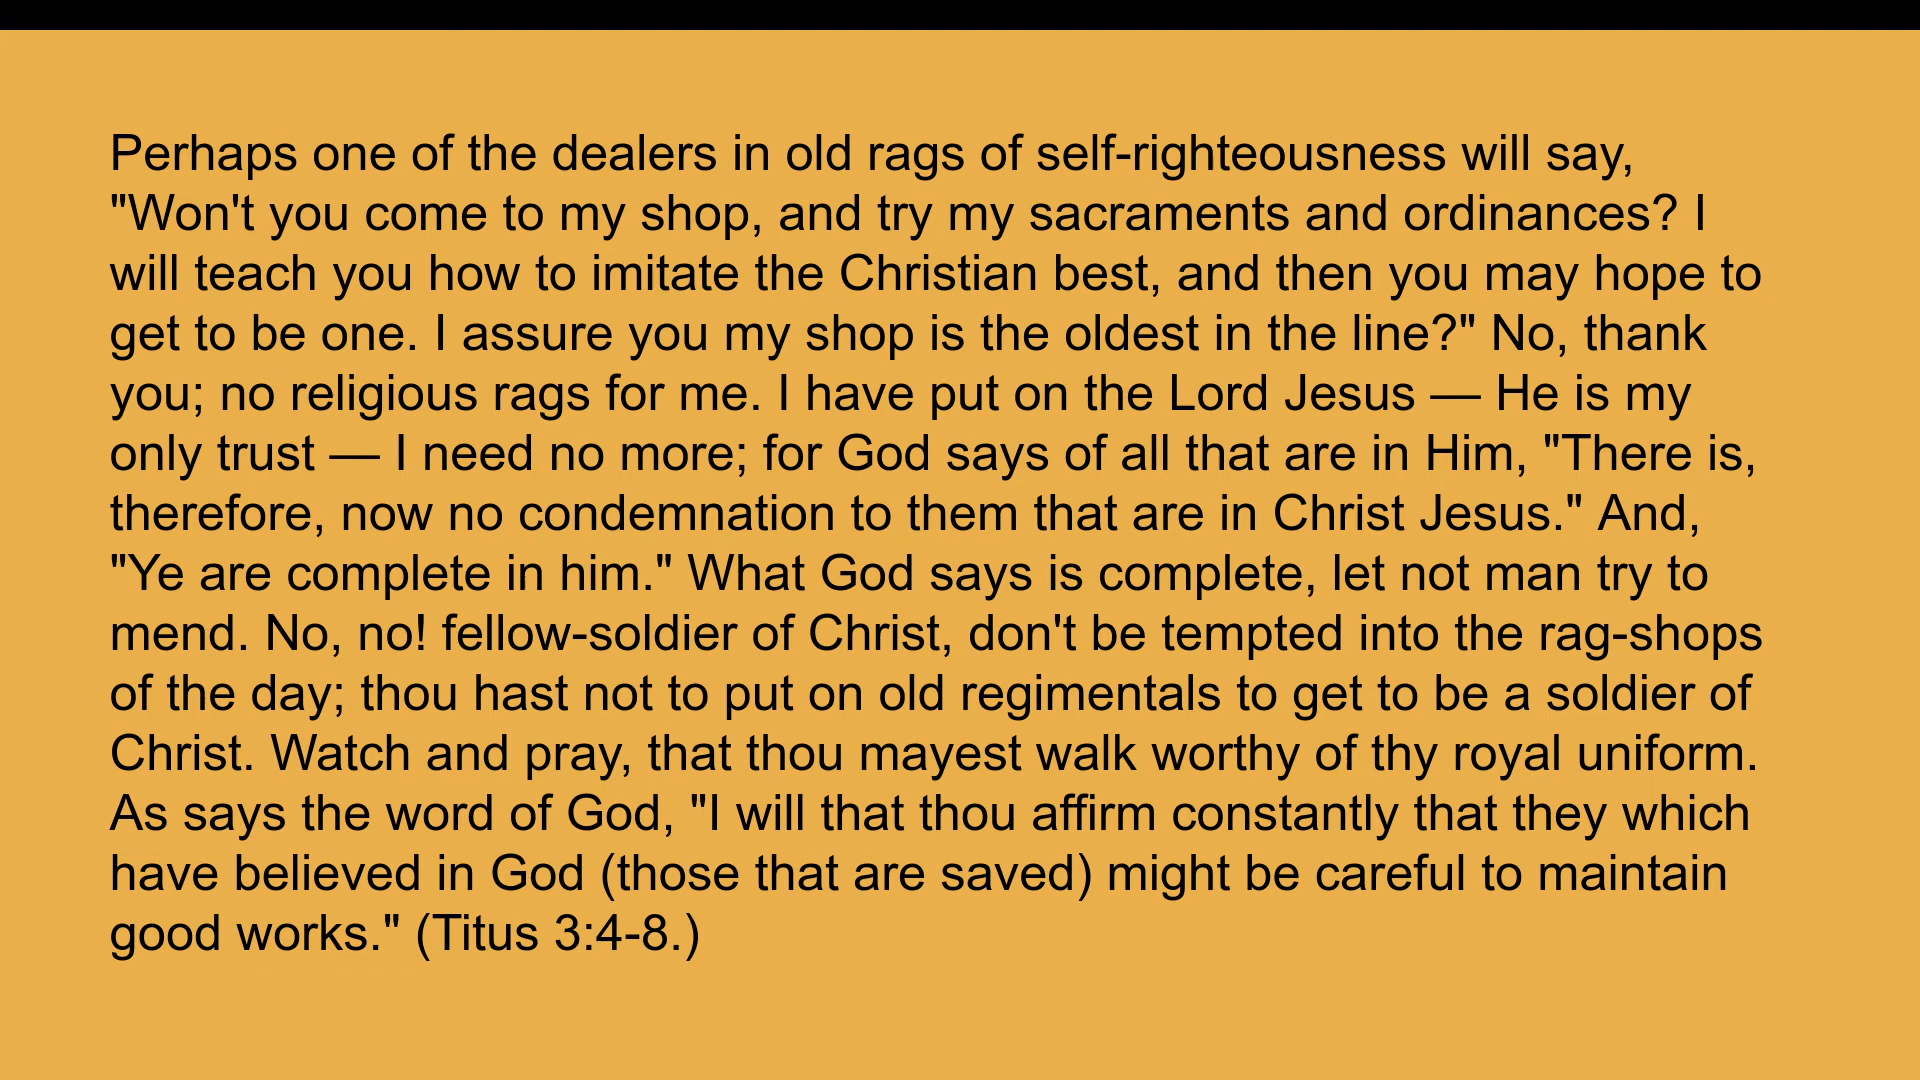 Perhaps one of the dealers in old rags of self-righteousness will say,
"Won't you come to my shop, and try my sacraments and ordinances? I
will teach you how to imitate the Christian best, and then you may hope to
get to be one. I assure you my shop is the oldest in the line?" No, thank
you; no religious rags for me. I have put on the Lord Jesus — He is my
only trust — I need no more; for God says of all that are in Him, "There is,
therefore, now no condemnation to them that are in Christ Jesus." And,
"Ye are complete in him." What God says is complete, let not man try to
mend. No, no! fellow-soldier of Christ, don't be tempted into the rag-shops
of the day; thou hast not to put on old regimentals to get to be a soldier of
Christ. Watch and pray, that thou mayest walk worthy of thy royal uniform.
As says the word of God, "I will that thou affirm constantly that they which
have believed in God (those that are saved) might be careful to maintain
good works." (Titus 3:4-8.)